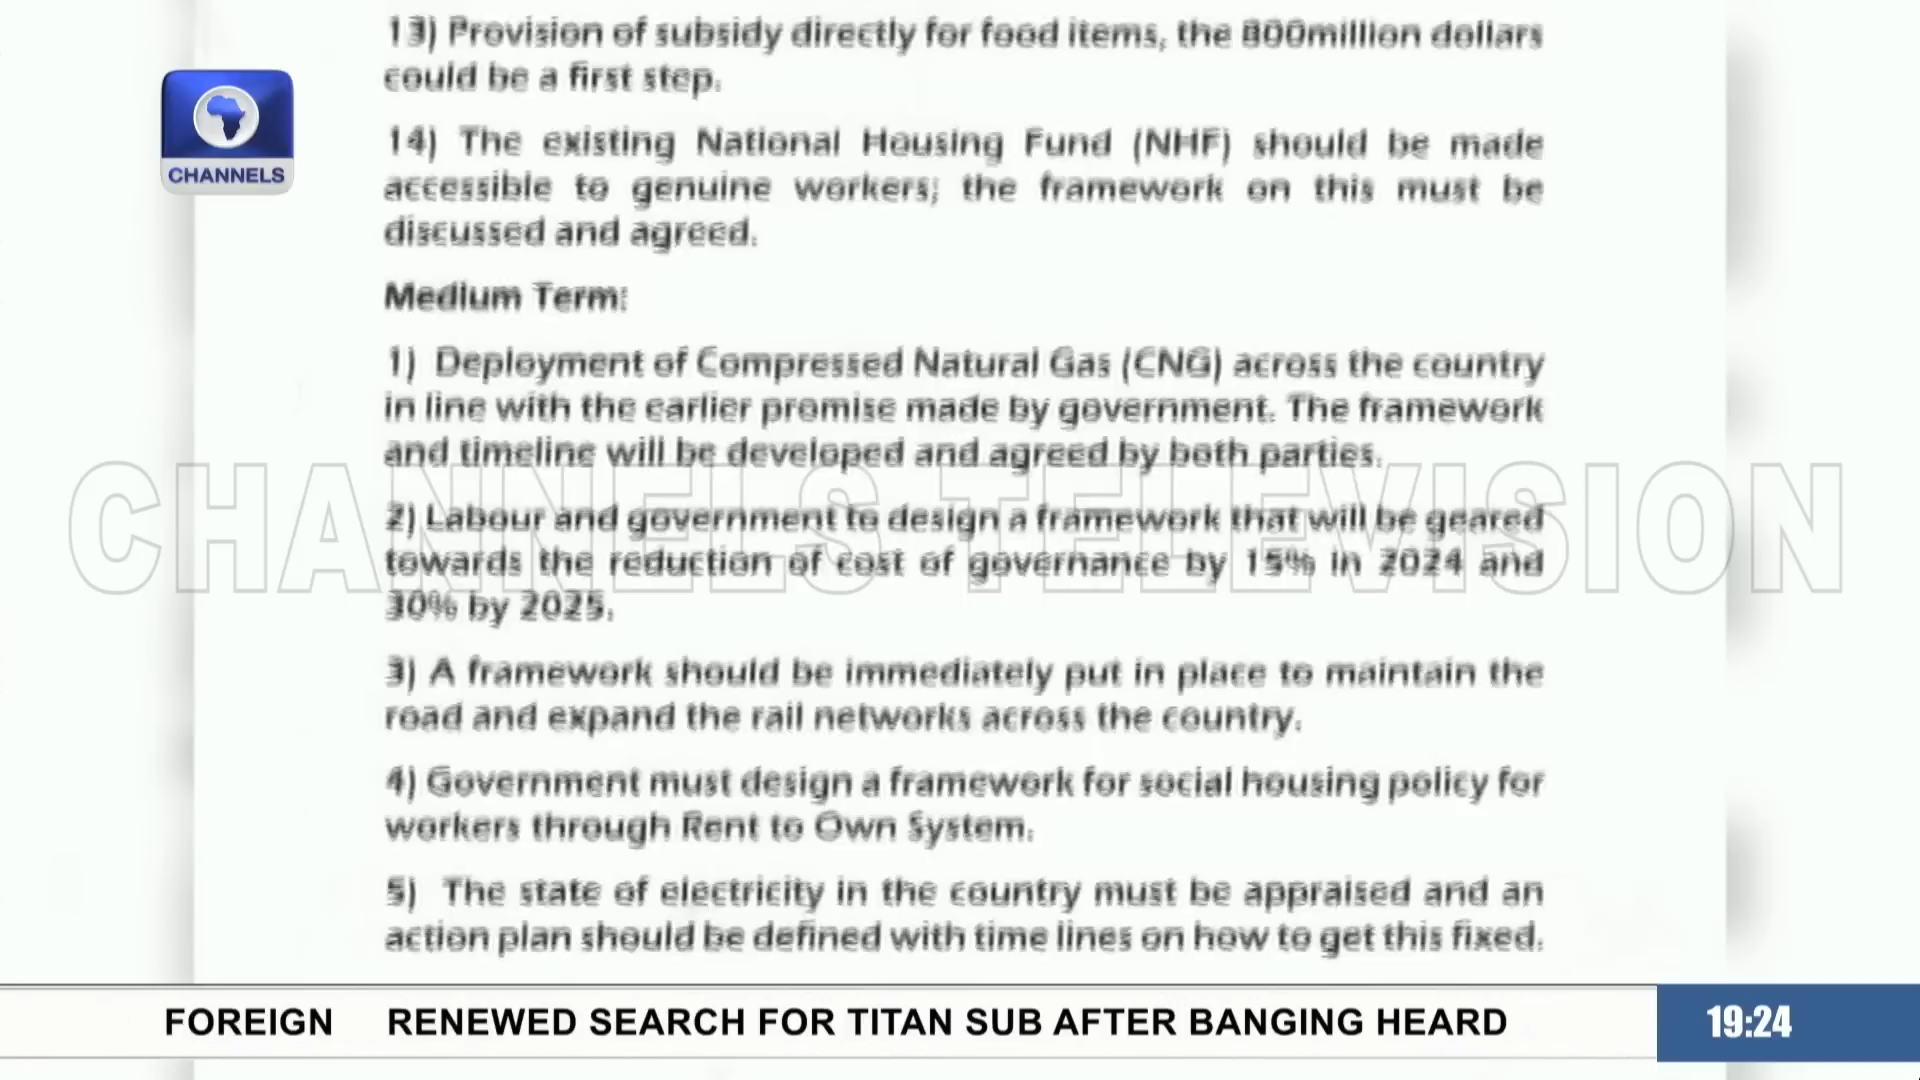 13) Provision of subsidy directly for food items, the 800million dollars
could be a first step.
14) The existing National Housing Fund (NHF) should be made
accessible to genuine workers; the framework on this must be
discussed and agreed.
Medium Term:
1) Deployment of Compressed Natural Gas (CNG) across the country
in line with the earlier promise made by government. The framework
and timeline will be developed and agreed by both parties.
2) Labour and government to design a framework that will be geared
towards the reduction of cost of governance by 15% in 2024 and
30% by 2025.
3) A framework should be immediately put in place to maintain the
road and expand the rail networks across the country.
4) Government must design a framework for social housing policy for
workers through Rent to Own System.
5) The state of electricity in the country must be appraised and an
action plan should be defined with time lines on how to get this fixed.
CHANNELS
CHANNELS TELEVISION
FOREIGN RENEWED SEARCH FOR TITAN SUB AFTER BANGING HEARD
19:24